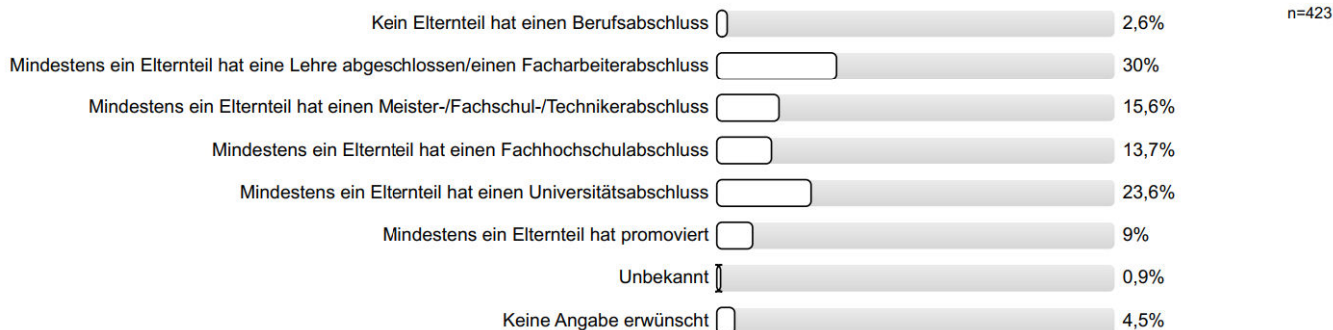 Kein Elternteil hat einen Berufsabschluss 2,6% n=423
Mindestens ein Elternteil hat eine Lehre abgeschlossen/einen Facharbeiterabschluss 30%
Mindestens ein Elternteil hat einen Meister-/Fachschul-/Technikerabschluss 15,6%
Mindestens ein Elternteil hat einen Fachhochschulabschluss 13,7%
Mindestens ein Elternteil hat einen Universitätsabschluss 23,6%
Mindestens ein Elternteil hat promoviert 9%
Unbekannt 0,9%
Keine Angabe erwünscht 4,5%